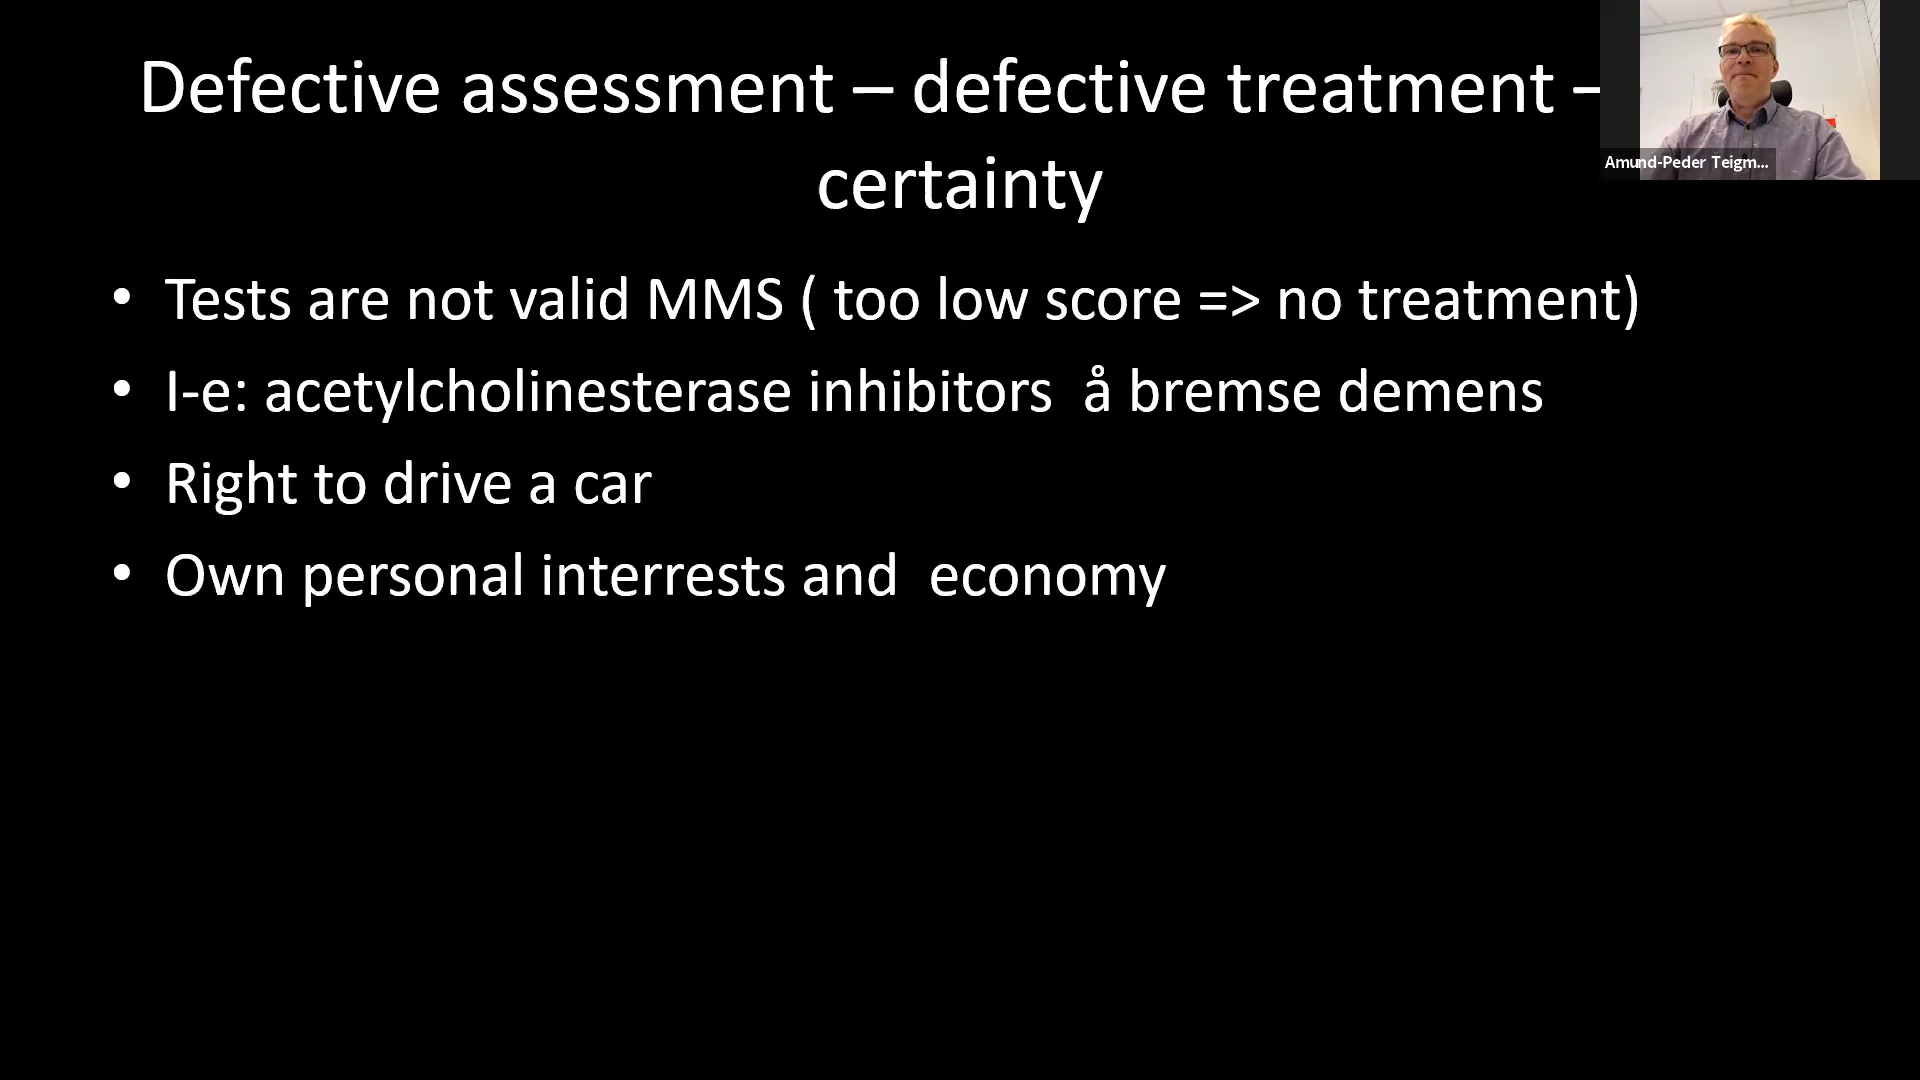 Defective assessment – defective treatment –
certainty
• Tests are not valid MMS ( too low score => no treatment)
• I-e: acetylcholinesterase inhibitors  å bremse demens
• Right to drive a car
• Own personal interrests and  economy
Amund-Peder Teigm...